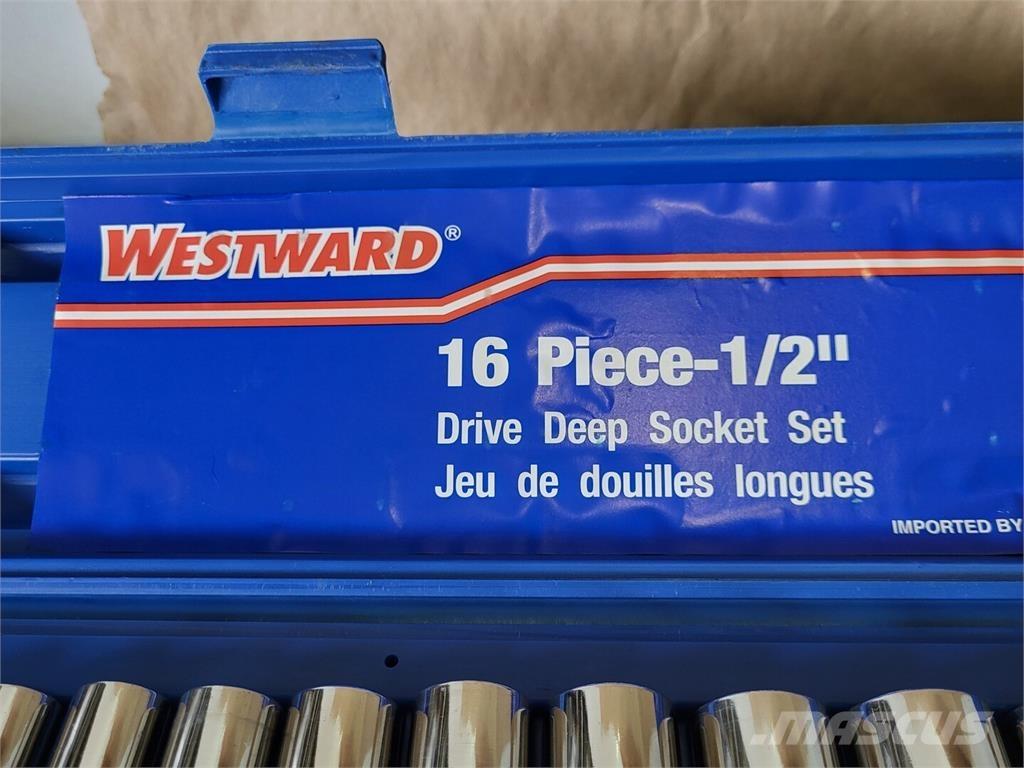 WESTWARD®
16 Piece-1/2"
Drive Deep Socket Set
Jeu de douilles longues
IMPORTED BY
MASCUS